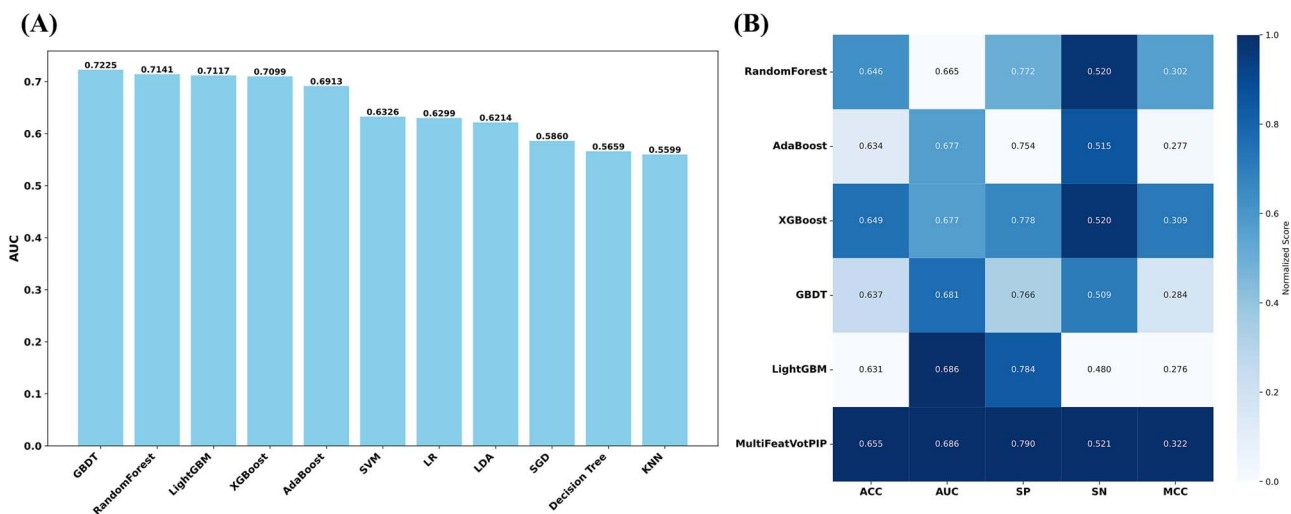 (A)
AUC
0.7
0.6
0.5
0.4
0.3
0.2
0.1
0.0
0.7225
0.7141
0.7117
0.7099
0.6913
0.6326
0.6299
0.6214
0.5860
0.5659
0.5599
GBDT
RandomForest
LightGBM
XGBoost
AdaBoost
SVM
LR
LDA
SGD
Decision Tree
KNN
(B)
RandomForest 0.646 0.665 0.772 0.520 0.302
AdaBoost 0.634 0.677 0.754 0.515 0.277
XGBoost 0.649 0.677 0.778 0.520 0.309
GBDT 0.637 0.681 0.766 0.509 0.284
LightGBM 0.631 0.686 0.784 0.480 0.276
MultiFeatVotPIP 0.655 0.686 0.790 0.521 0.322
ACC AUC SP SN MCC
1.0
0.8
0.6
0.4
0.2
0.0
Normalized Score